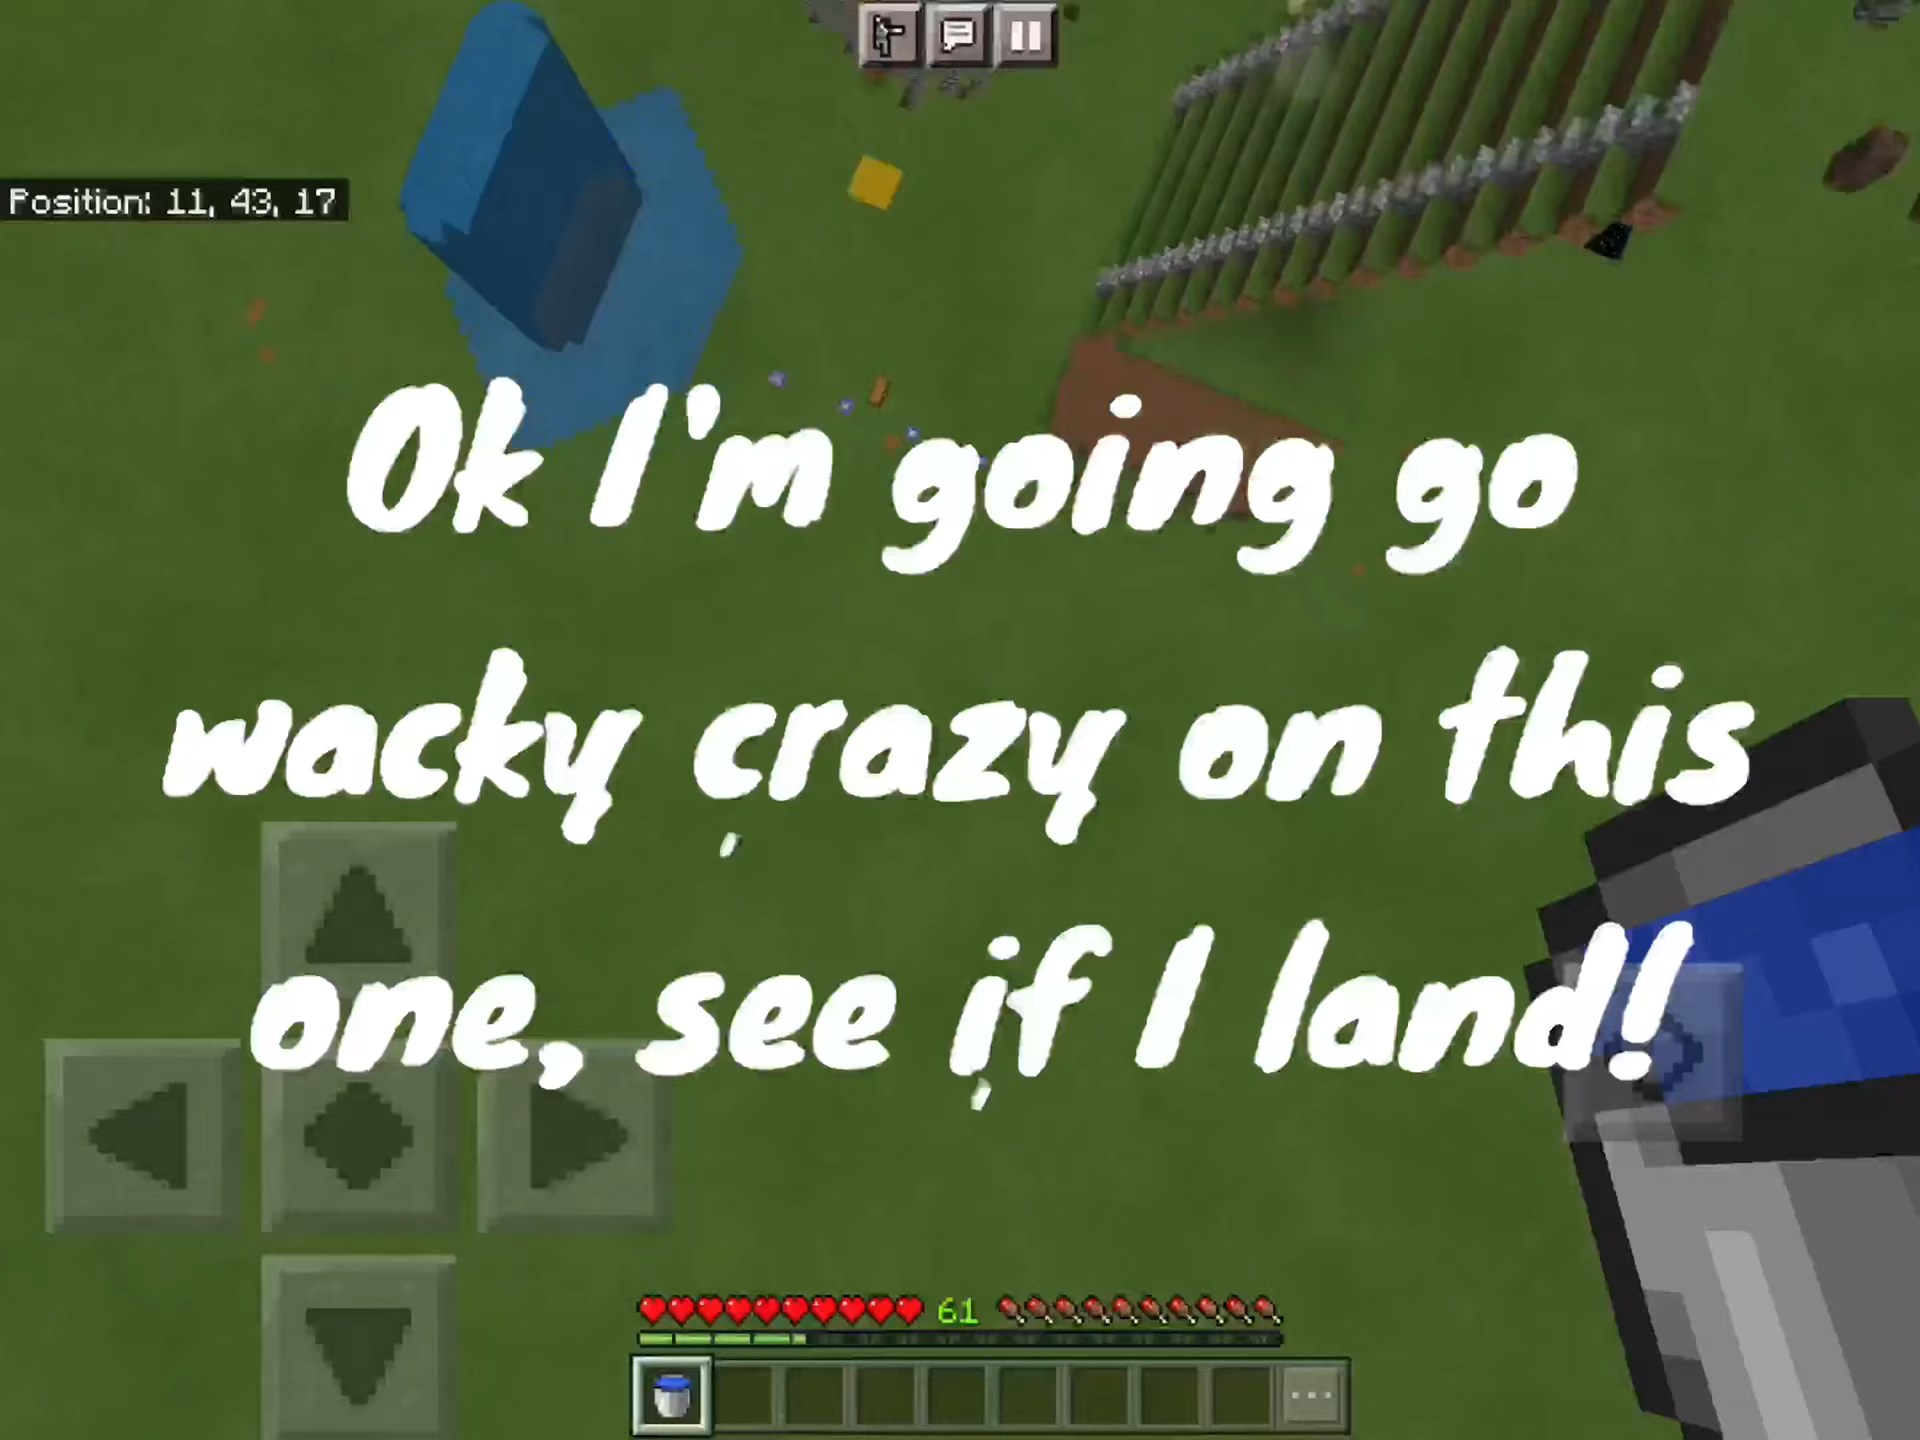 Position: 11, 43, 17
Ok I'm going go
wacky crazy on this
one, see if I land!
61